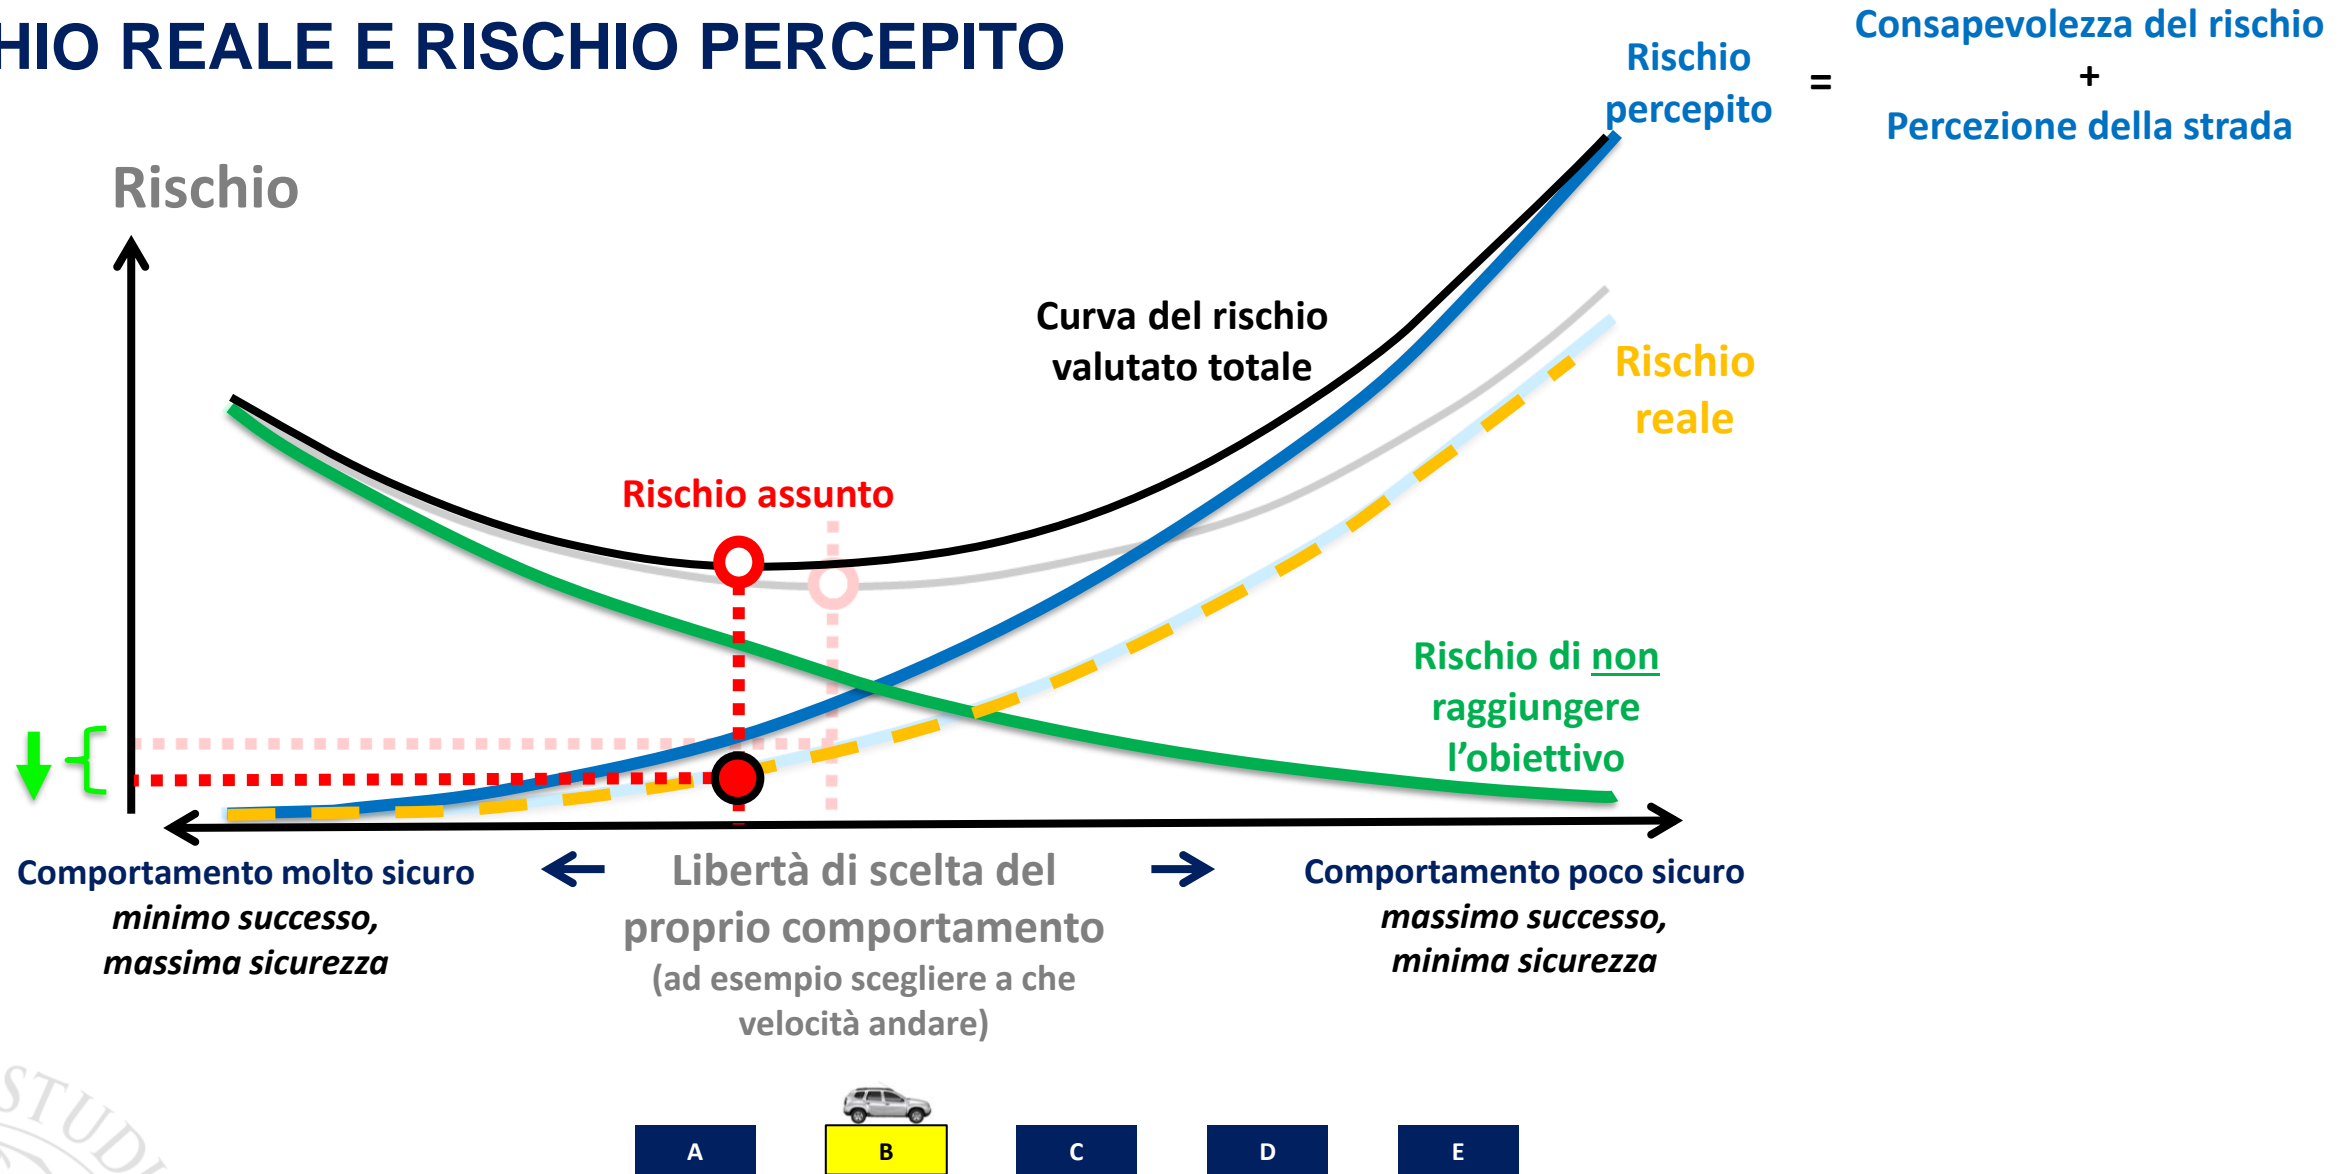 HIO REALE E RISCHIO PERCEPITO
Consapevolezza del rischio
+
Percezione della strada
=
Rischio
percepito
Rischio
Curva del rischio
valutato totale
Rischio
reale
Rischio assunto
Rischio di non
raggiungere
l'obiettivo
Comportamento molto sicuro
minimo successo,
massima sicurezza
Libertà di scelta del
proprio comportamento
(ad esempio scegliere a che
velocità andare)
Comportamento poco sicuro
massimo successo,
minima sicurezza
STUD
A
B
C
D
E